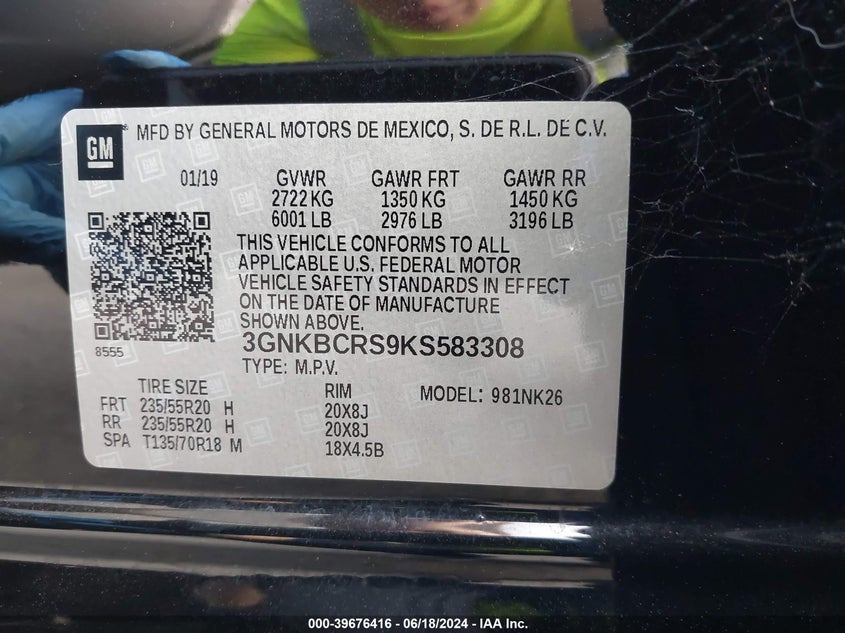 GM
MFD BY GENERAL MOTORS DE MEXICO, S. DE R.L. DE C.V.
01/19 GVWR GAWR FRT GAWR RR
2722 KG 1350 KG 1450 KG
6001 LB 2976 LB 3196 LB
THIS VEHICLE CONFORMS TO ALL
APPLICABLE U.S. FEDERAL MOTOR
VEHICLE SAFETY STANDARDS IN EFFECT
ON THE DATE OF MANUFACTURE
SHOWN ABOVE.
8555
3GNKBCRS9KS583308
TYPE: M.P.V.
TIRE SIZE RIM MODEL: 981NK26
FRT 235/55R20 H 20X8J
RR 235/55R20 H 20X8J
SPA T135/70R18 M 18X4.5B
000-39676416 - 06/18/2024 - IAA Inc.